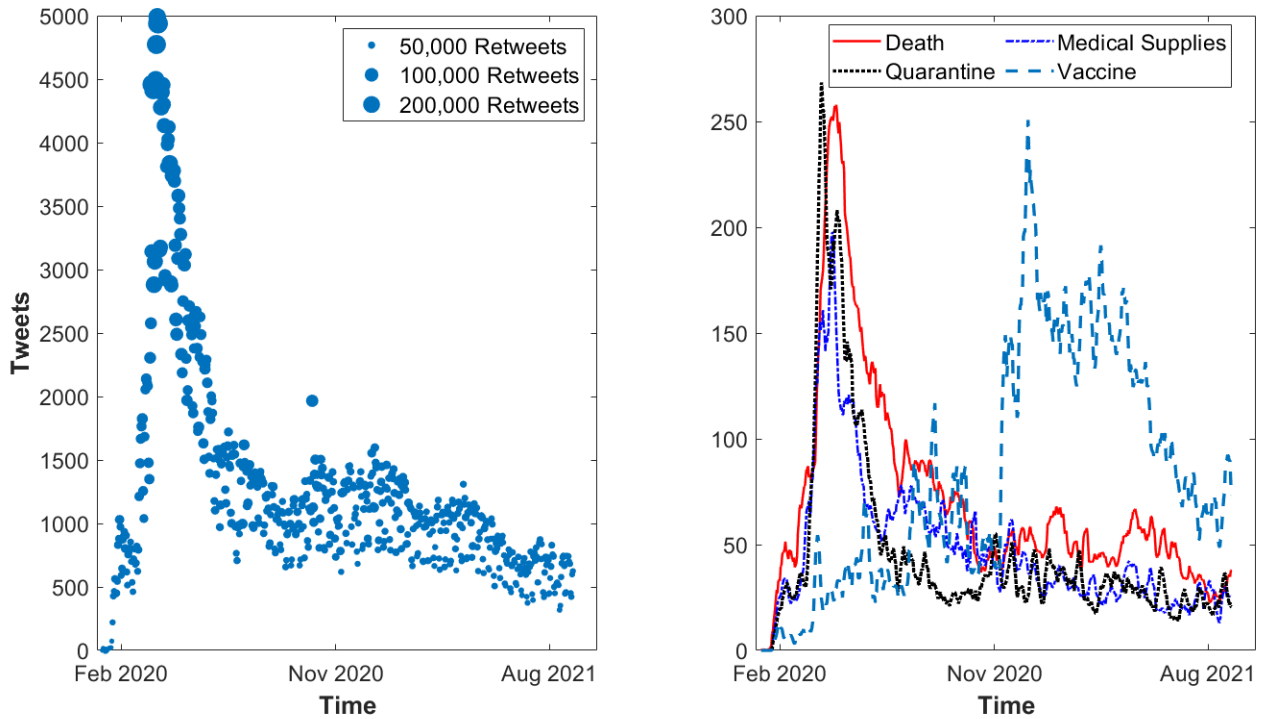 5000
4500
4000
3500
3000
2500
2000
1500
1000
500
0
Tweets
50,000 Retweets
100,000 Retweets
200,000 Retweets
Feb 2020
Nov 2020
Aug 2021
Time
300
250
200
150
100
50
0
Death
Medical Supplies
Quarantine
Vaccine
Feb 2020
Nov 2020
Aug 2021
Time